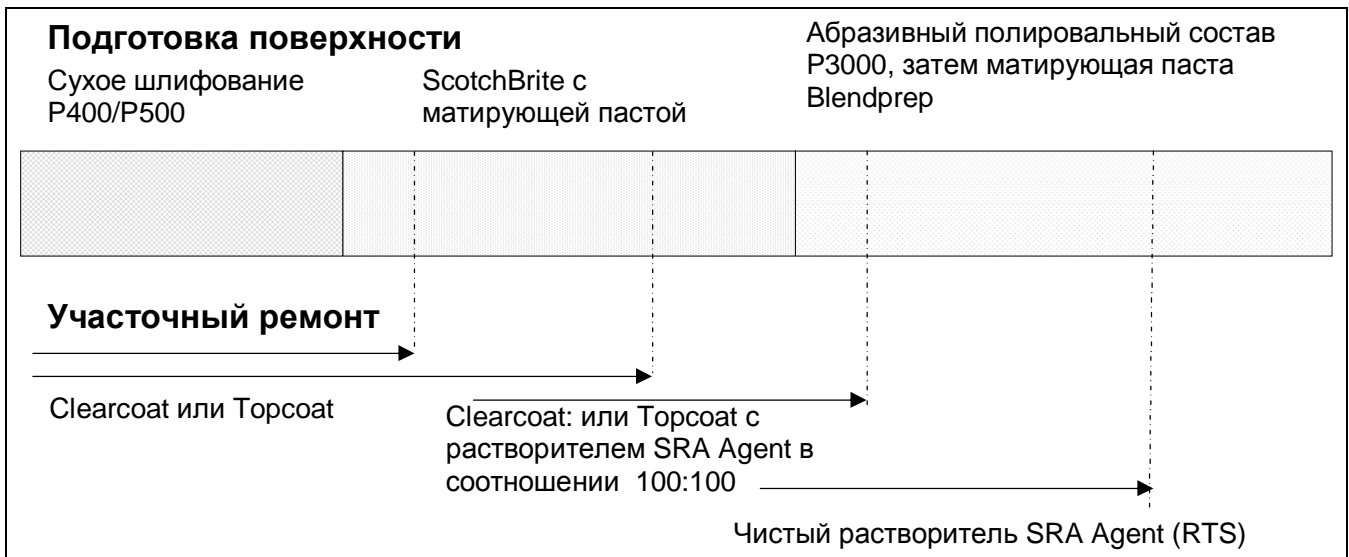 Подготовка поверхности
Сухое шлифование
P400/P500
ScotchBrite с
матирующей пастой
Абразивный полировальный состав
P3000, затем матирующая паста
Blendprep
Участочный ремонт
Clearcoat или Topcoat
Clearcoat: или Topcoat с
растворителем SRA Agent в
соотношении 100:100
Чистый растворитель SRA Agent (RTS)